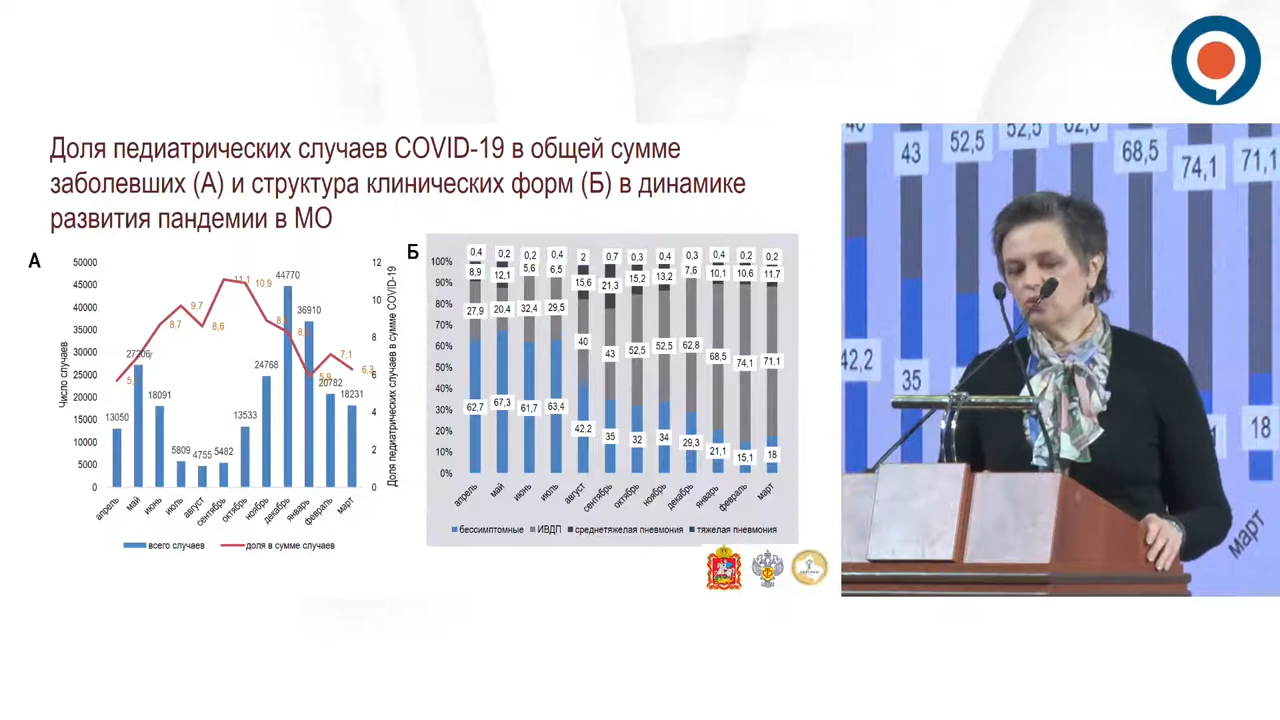 Доля педиатрических случаев COVID-19 в общей сумме
заболевших (А) и структура клинических форм (Б) в динамике
развития пандемии в МО
А
50000
45000
40000
35000
30000
25000
20000
15000
10000
5000
0
Число случаев
12
10
8
6
4
2
0
Доля педиатрических случаев в сумме COVID-19
13050
27206
18091
5809
4755
5482
13533
24768
44770
36910
20782
18231
8,7
9,7
8,6
11,1
10,9
5,9
7,1
6,3
апрель
май
июнь
июль
август
сентябрь
октябрь
ноябрь
декабрь
январь
февраль
март
всего случаев
доля в сумме случаев
Б
100%
90%
80%
70%
60%
50%
40%
30%
20%
10%
0%
0,4 0,2 0,2 0,4 2 0,7 0,3 0,4 0,3 0,4 0,2 0,2
8,9 12,1 5,6 6,5 15,6 21,3 15,2 13,2 7,6 10,1 10,6 11,7
27,9 20,4 32,4 29,5 40 43 52,5 52,5 62,8 68,5 74,1 71,1
62,7 67,3 61,7 63,4 42,2 35 32 34 29,3 21,1 15,1 18
апрель
май
июнь
июль
август
сентябрь
октябрь
ноябрь
декабрь
январь
февраль
март
бессимптомные ИВДП среднетяжелая пневмония тяжелая пневмония
43
52,5
68,5
74,1
71,1
42,2
35
18
март